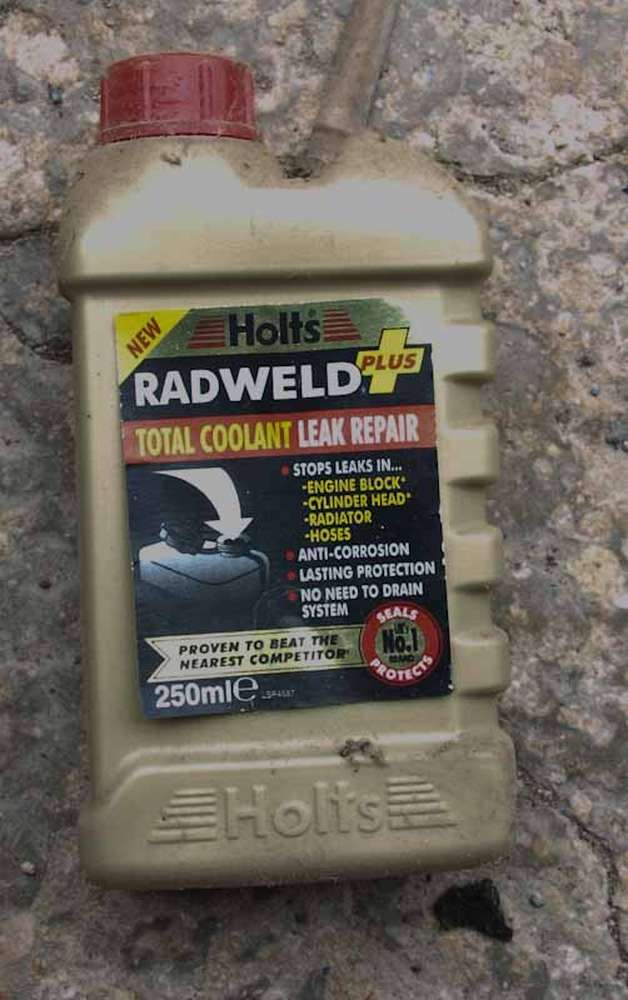 NEW
Holts
RADWELD PLUS
TOTAL COOLANT LEAK REPAIR
• STOPS LEAKS IN...
-ENGINE BLOCK*
-CYLINDER HEAD*
-RADIATOR
-HOSES
• ANTI-CORROSION
• LASTING PROTECTION
• NO NEED TO DRAIN
SYSTEM
PROVEN TO BEAT THE
NEAREST COMPETITOR
SEALS
UK's
No.1
BRAND
PROTECTS
250ml℮
Holts